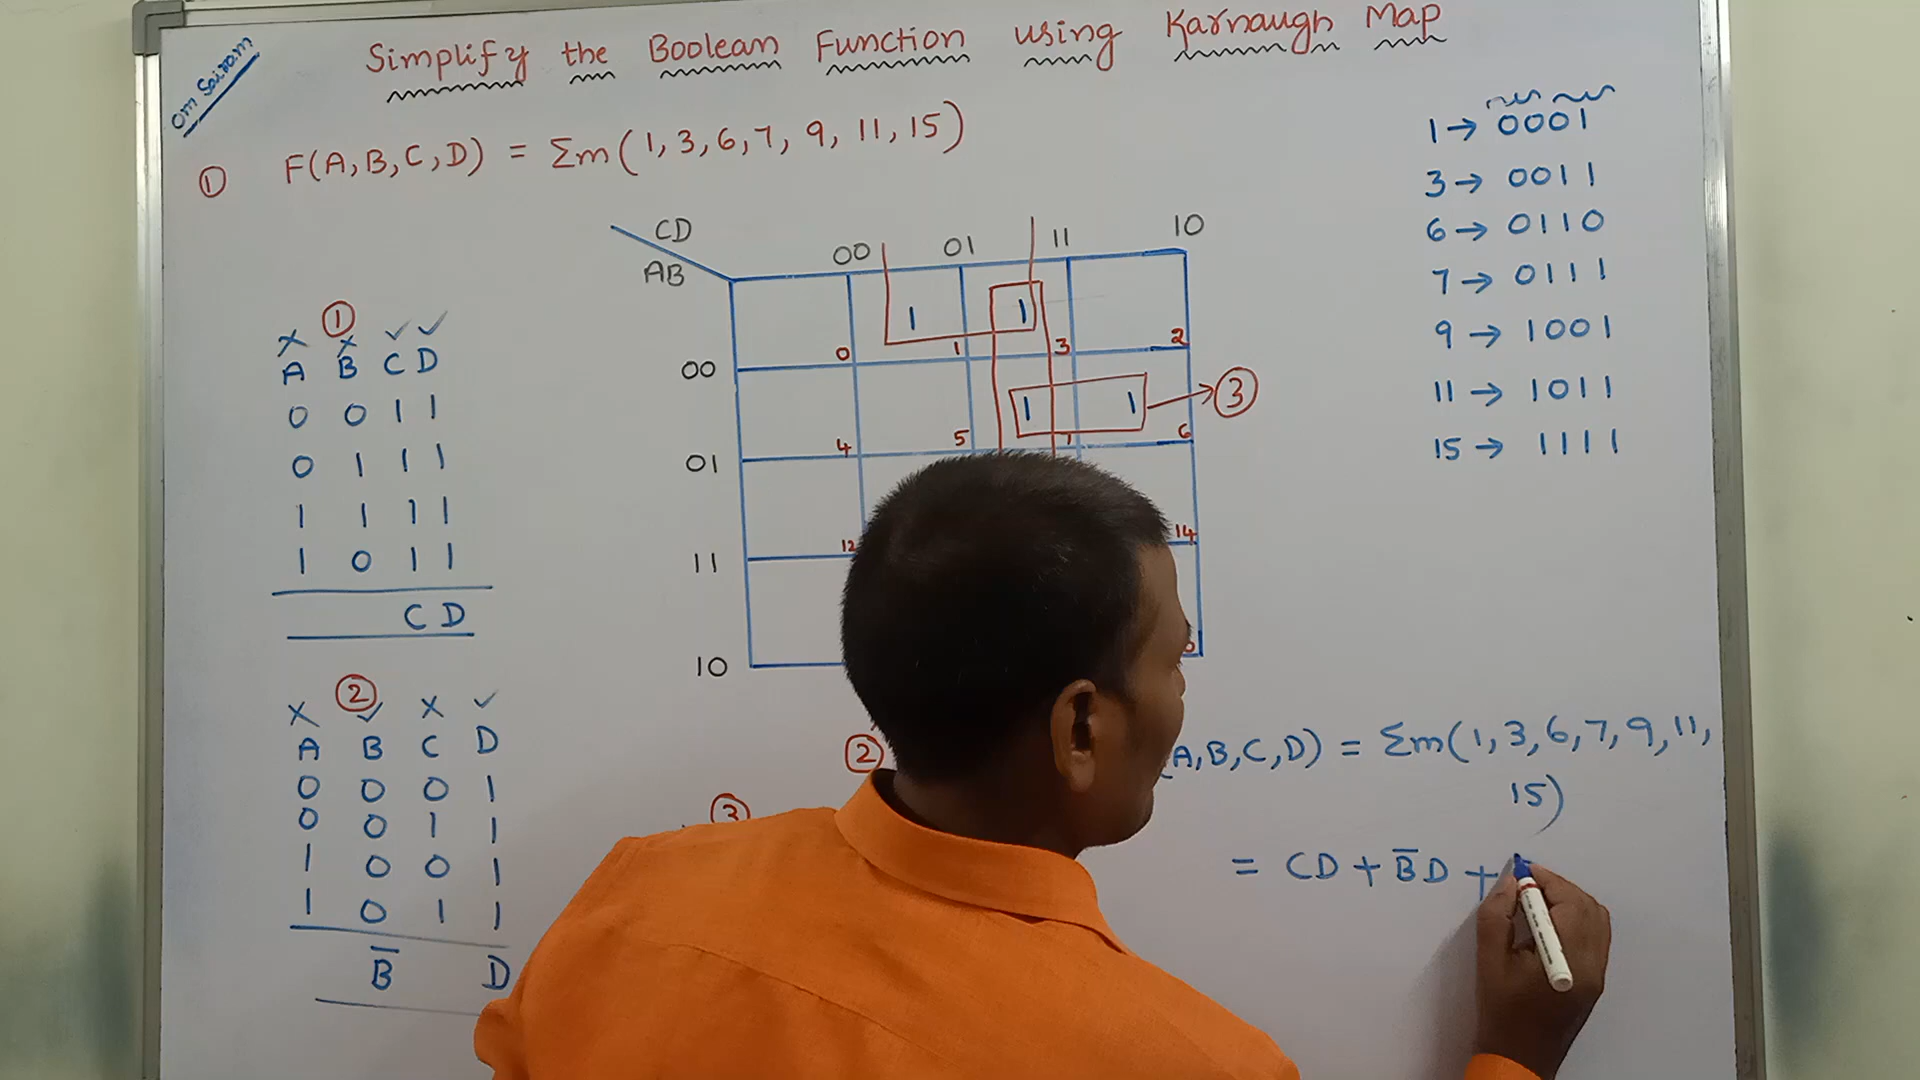 Om Sairam
Simplify the Boolean Function using Karnaugh Map
① F(A,B,C,D) = Σm(1,3,6,7,9,11,15)
1→ 0001
3→ 0011
6→ 0110
7→ 0111
9→ 1001
11→ 1011
15→ 1111
CD
AB
00 01 11 10
00
01
11
10
1 1
0 1 3 2
1 1 →③
4 5 7 6
12 14
①
x x ✓ ✓
A B C D
0 0 1 1
0 1 1 1
1 1 1 1
1 0 1 1
C D
②
x ✓ x ✓
A B C D
0 0 0 1
0 0 1 1
1 0 0 1
1 0 1 1
B̅ D
②
③
(A,B,C,D) = Σm(1,3,6,7,9,11,
15)
= CD + B̅D +